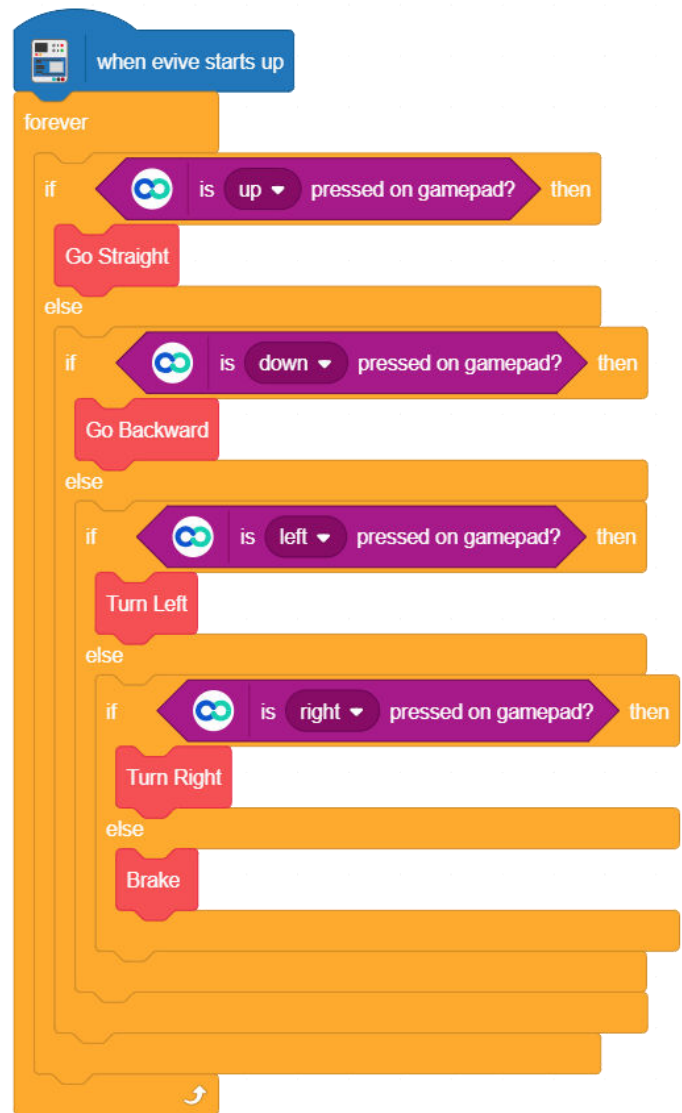 when evive starts up
forever
if is up pressed on gamepad? then
Go Straight
else
if is down pressed on gamepad? then
Go Backward
else
if is left pressed on gamepad? then
Turn Left
else
if is right pressed on gamepad? then
Turn Right
else
Brake